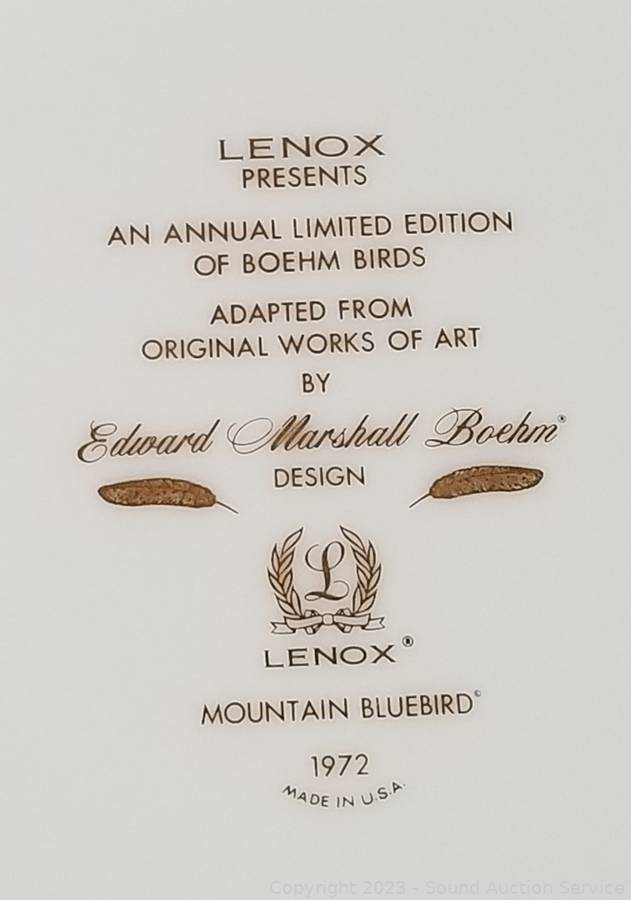 LENOX
PRESENTS
AN ANNUAL LIMITED EDITION
OF BOEHM BIRDS
ADAPTED FROM
ORIGINAL WORKS OF ART
BY
Edward Marshall Boehm®
DESIGN
L
LENOX®
MOUNTAIN BLUEBIRD©
1972
MADE IN U.S.A.
Copyright 2023 - Sound Auction Service